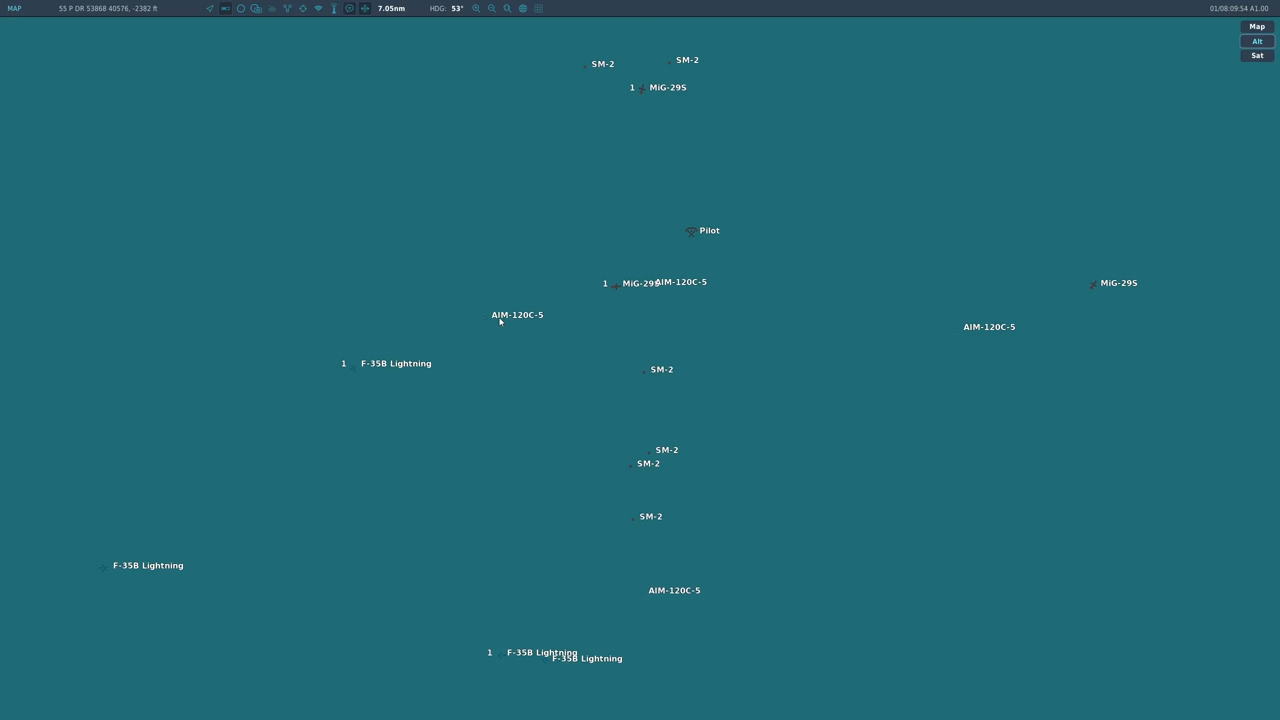 MAP 55 P DR 53868 40576, -2382 ft 7.05nm HDG: 53° 01/08:09:54 A1.00
Map
Alt
Sat
SM-2
SM-2
1 MiG-29S
Pilot
1 MiG-29S
AIM-120C-5
MiG-29S
AIM-120C-5
AIM-120C-5
1 F-35B Lightning
SM-2
SM-2
SM-2
SM-2
F-35B Lightning
AIM-120C-5
1 F-35B Lightning
F-35B Lightning